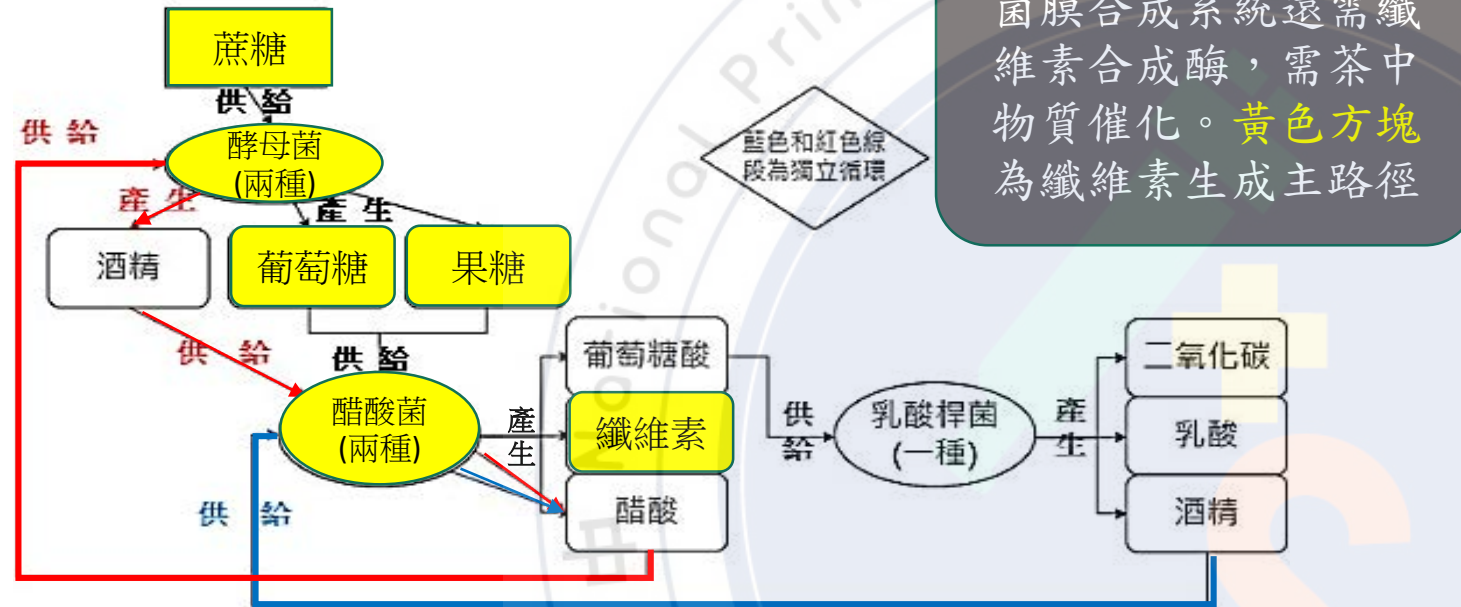 菌膜合成系統還需纖
維素合成酶，需茶中
物質催化。黃色方塊
為纖維素生成主路徑
蔗糖
供給
供給
酵母菌
(兩種)
藍色和紅色線
段為獨立循環
產生
產生
酒精
葡萄糖
果糖
供給
供給
葡萄糖酸
二氧化碳
醋酸菌
(兩種)
產生
纖維素
供給
乳酸桿菌
(一種)
產生
乳酸
供給
醋酸
酒精
National Prin